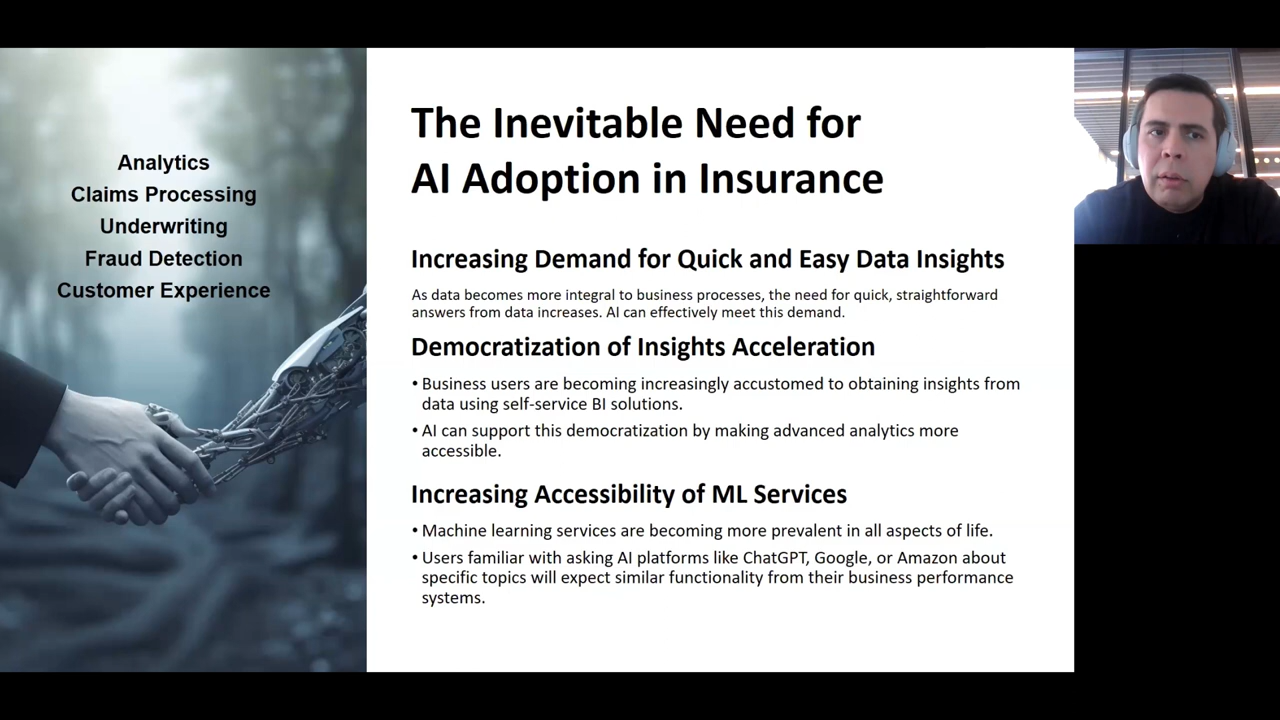 Analytics
Claims Processing
Underwriting
Fraud Detection
Customer Experience
The Inevitable Need for
AI Adoption in Insurance
Increasing Demand for Quick and Easy Data Insights
As data becomes more integral to business processes, the need for quick, straightforward
answers from data increases. AI can effectively meet this demand.
Democratization of Insights Acceleration
• Business users are becoming increasingly accustomed to obtaining insights from
data using self-service BI solutions.
• AI can support this democratization by making advanced analytics more
accessible.
Increasing Accessibility of ML Services
• Machine learning services are becoming more prevalent in all aspects of life.
• Users familiar with asking AI platforms like ChatGPT, Google, or Amazon about
specific topics will expect similar functionality from their business performance
systems.